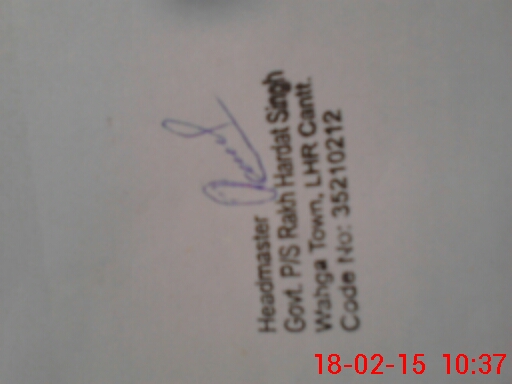 Headmaster
Govt. P/S Rakh Hardat Singh
Wahga Town, LHR Cantt.
Code No: 35210212
18-02-15 10:37